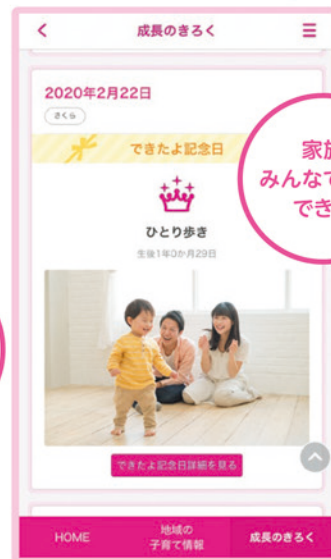 成長のきろく
2020年2月22日
さくら
できたよ記念日
ひとり歩き
生後1年0か月29日
家族
みんなで
でき
できたよ記念日詳細を見る
HOME
地域の
子育て情報
成長のきろく